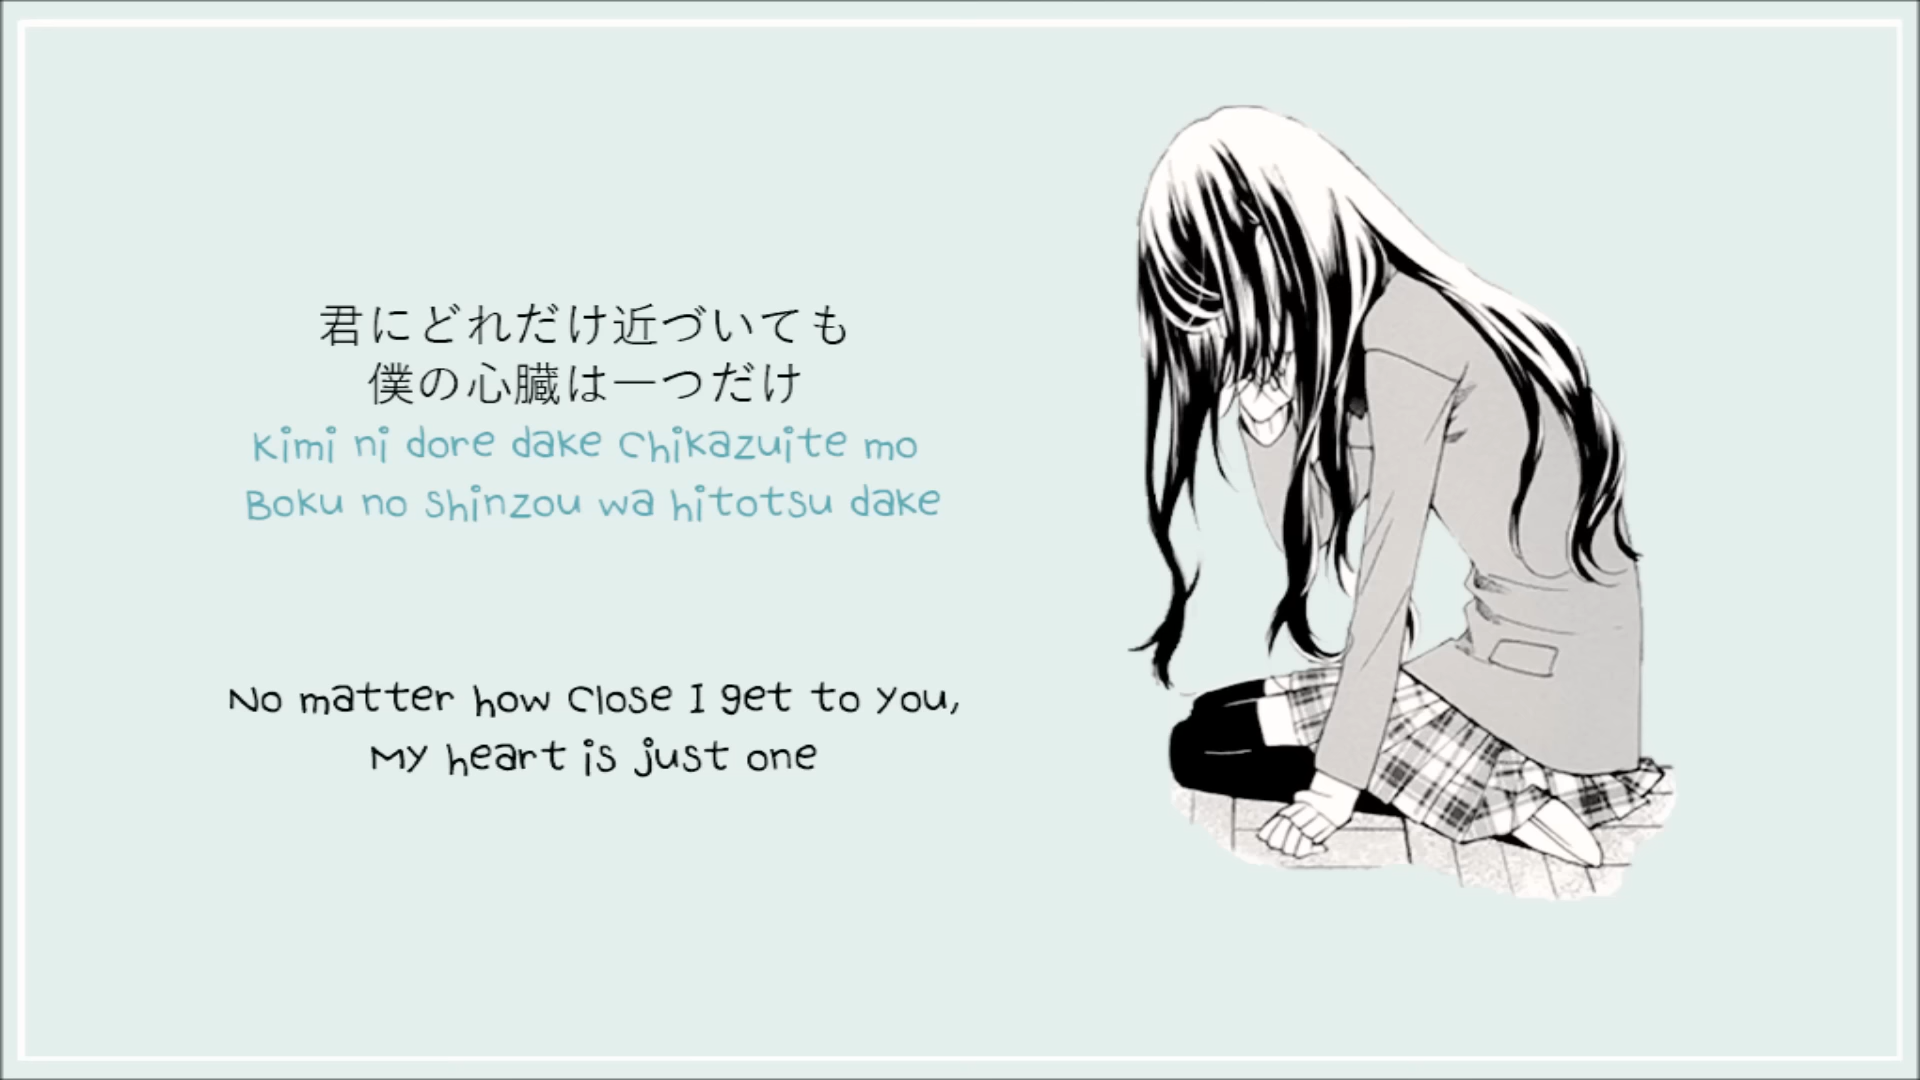 君にどれだけ近づいても
僕の心臓は一つだけ
Kimi ni dore dake chikazuite mo
Boku no shinzou wa hitotsu dake
No matter how close I get to you,
My heart is just one